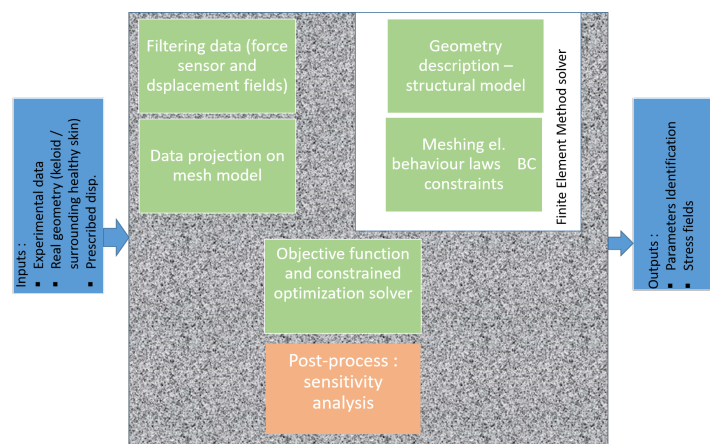 Inputs :
▪ Experimental data
▪ Real geometry (keloid /
surrounding healthy skin)
▪ Prescribed disp.
Filtering data (force
sensor and
dsplacement fields)
Data projection on
mesh model
Geometry
description –
structural model
Meshing el.
behaviour laws BC
constraints
Finite Element Method solver
Objective function
and constrained
optimization solver
Post-process :
sensitivity
analysis
Outputs :
▪ Parameters Identification
▪ Stress fields